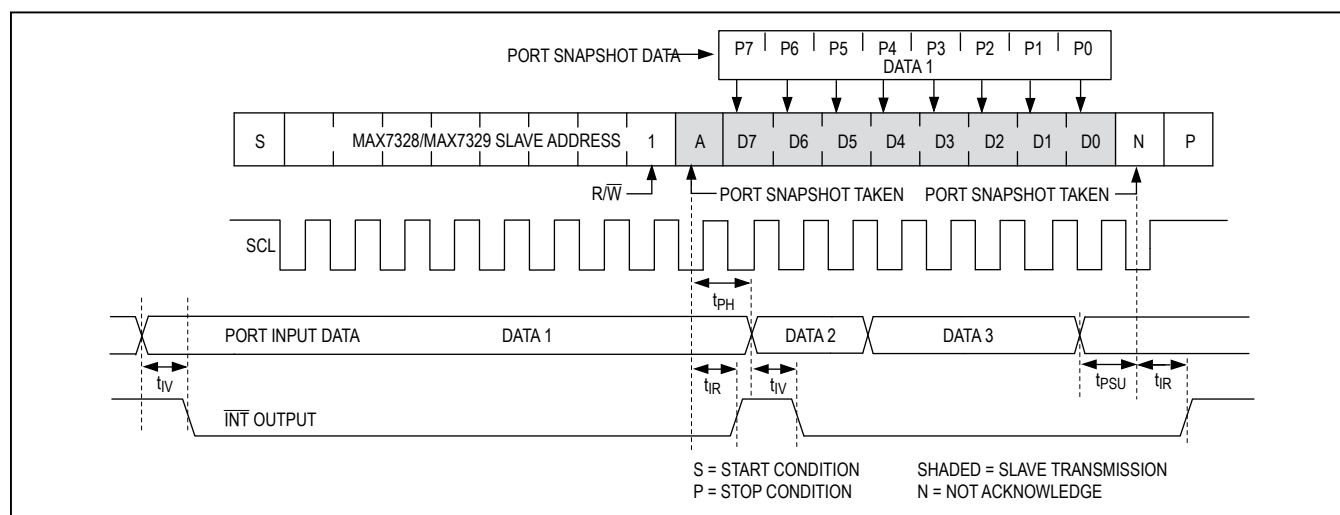 PORT SNAPSHOT DATA
P7 P6 P5 P4 P3 P2 P1 P0
DATA 1
S MAX7328/MAX7329 SLAVE ADDRESS 1 A D7 D6 D5 D4 D3 D2 D1 D0 N P
R/W̅ PORT SNAPSHOT TAKEN PORT SNAPSHOT TAKEN
SCL
tPH
PORT INPUT DATA DATA 1 DATA 2 DATA 3
tIV tIR tIV tPSU tIR
I̅N̅T̅ OUTPUT
S = START CONDITION SHADED = SLAVE TRANSMISSION
P = STOP CONDITION N = NOT ACKNOWLEDGE